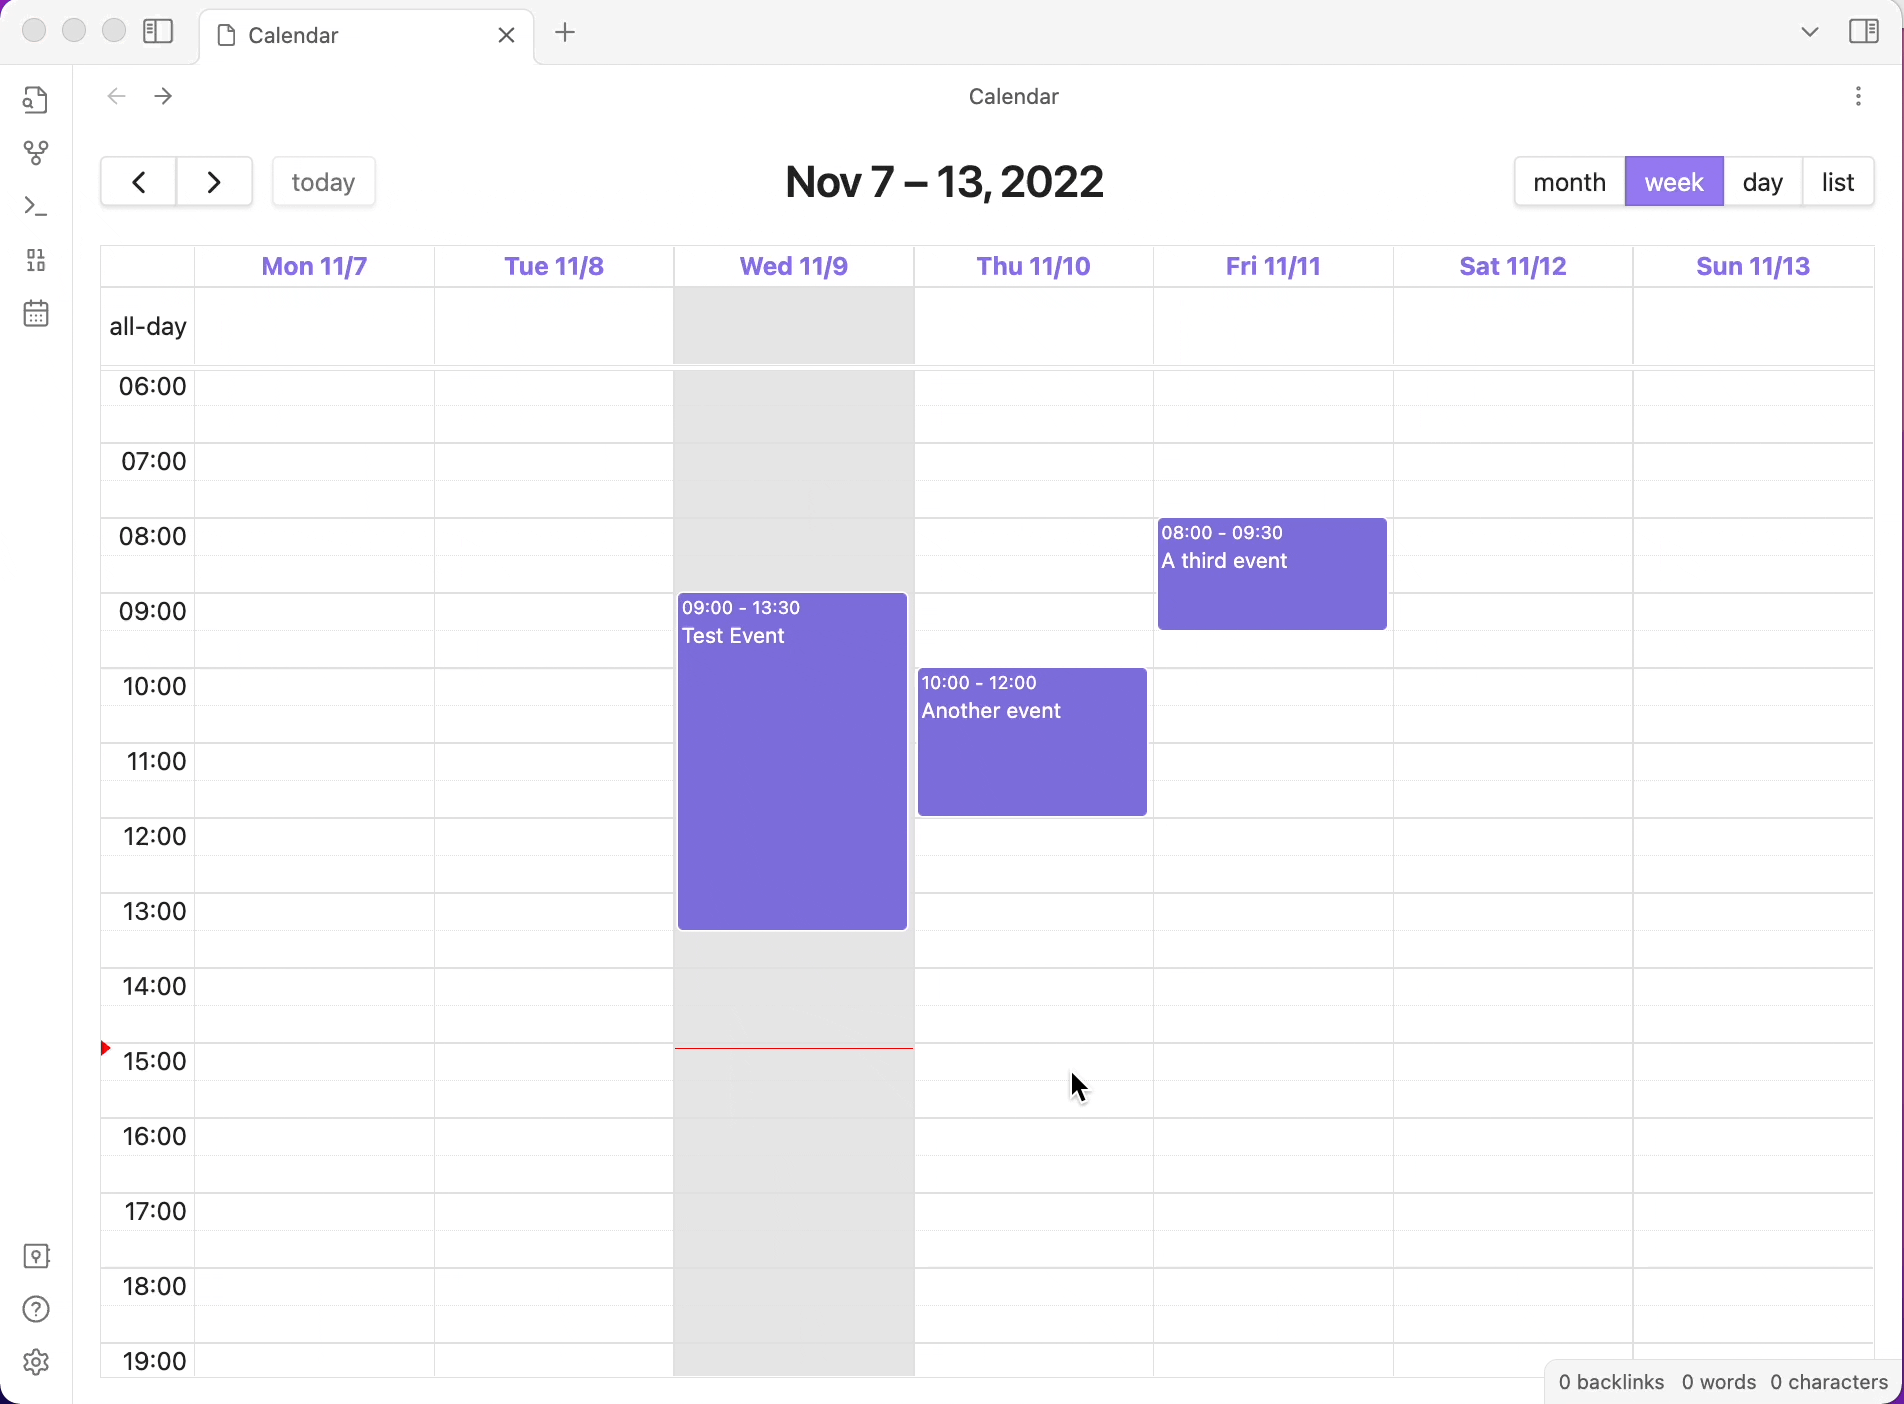 Calendar
Calendar
today
Nov 7 – 13, 2022
month week day list
Mon 11/7 Tue 11/8 Wed 11/9 Thu 11/10 Fri 11/11 Sat 11/12 Sun 11/13
all-day
06:00
07:00
08:00
08:00 - 09:30
A third event
09:00
09:00 - 13:30
Test Event
10:00
10:00 - 12:00
Another event
11:00
12:00
13:00
14:00
15:00
16:00
17:00
18:00
19:00
0 backlinks 0 words 0 characters